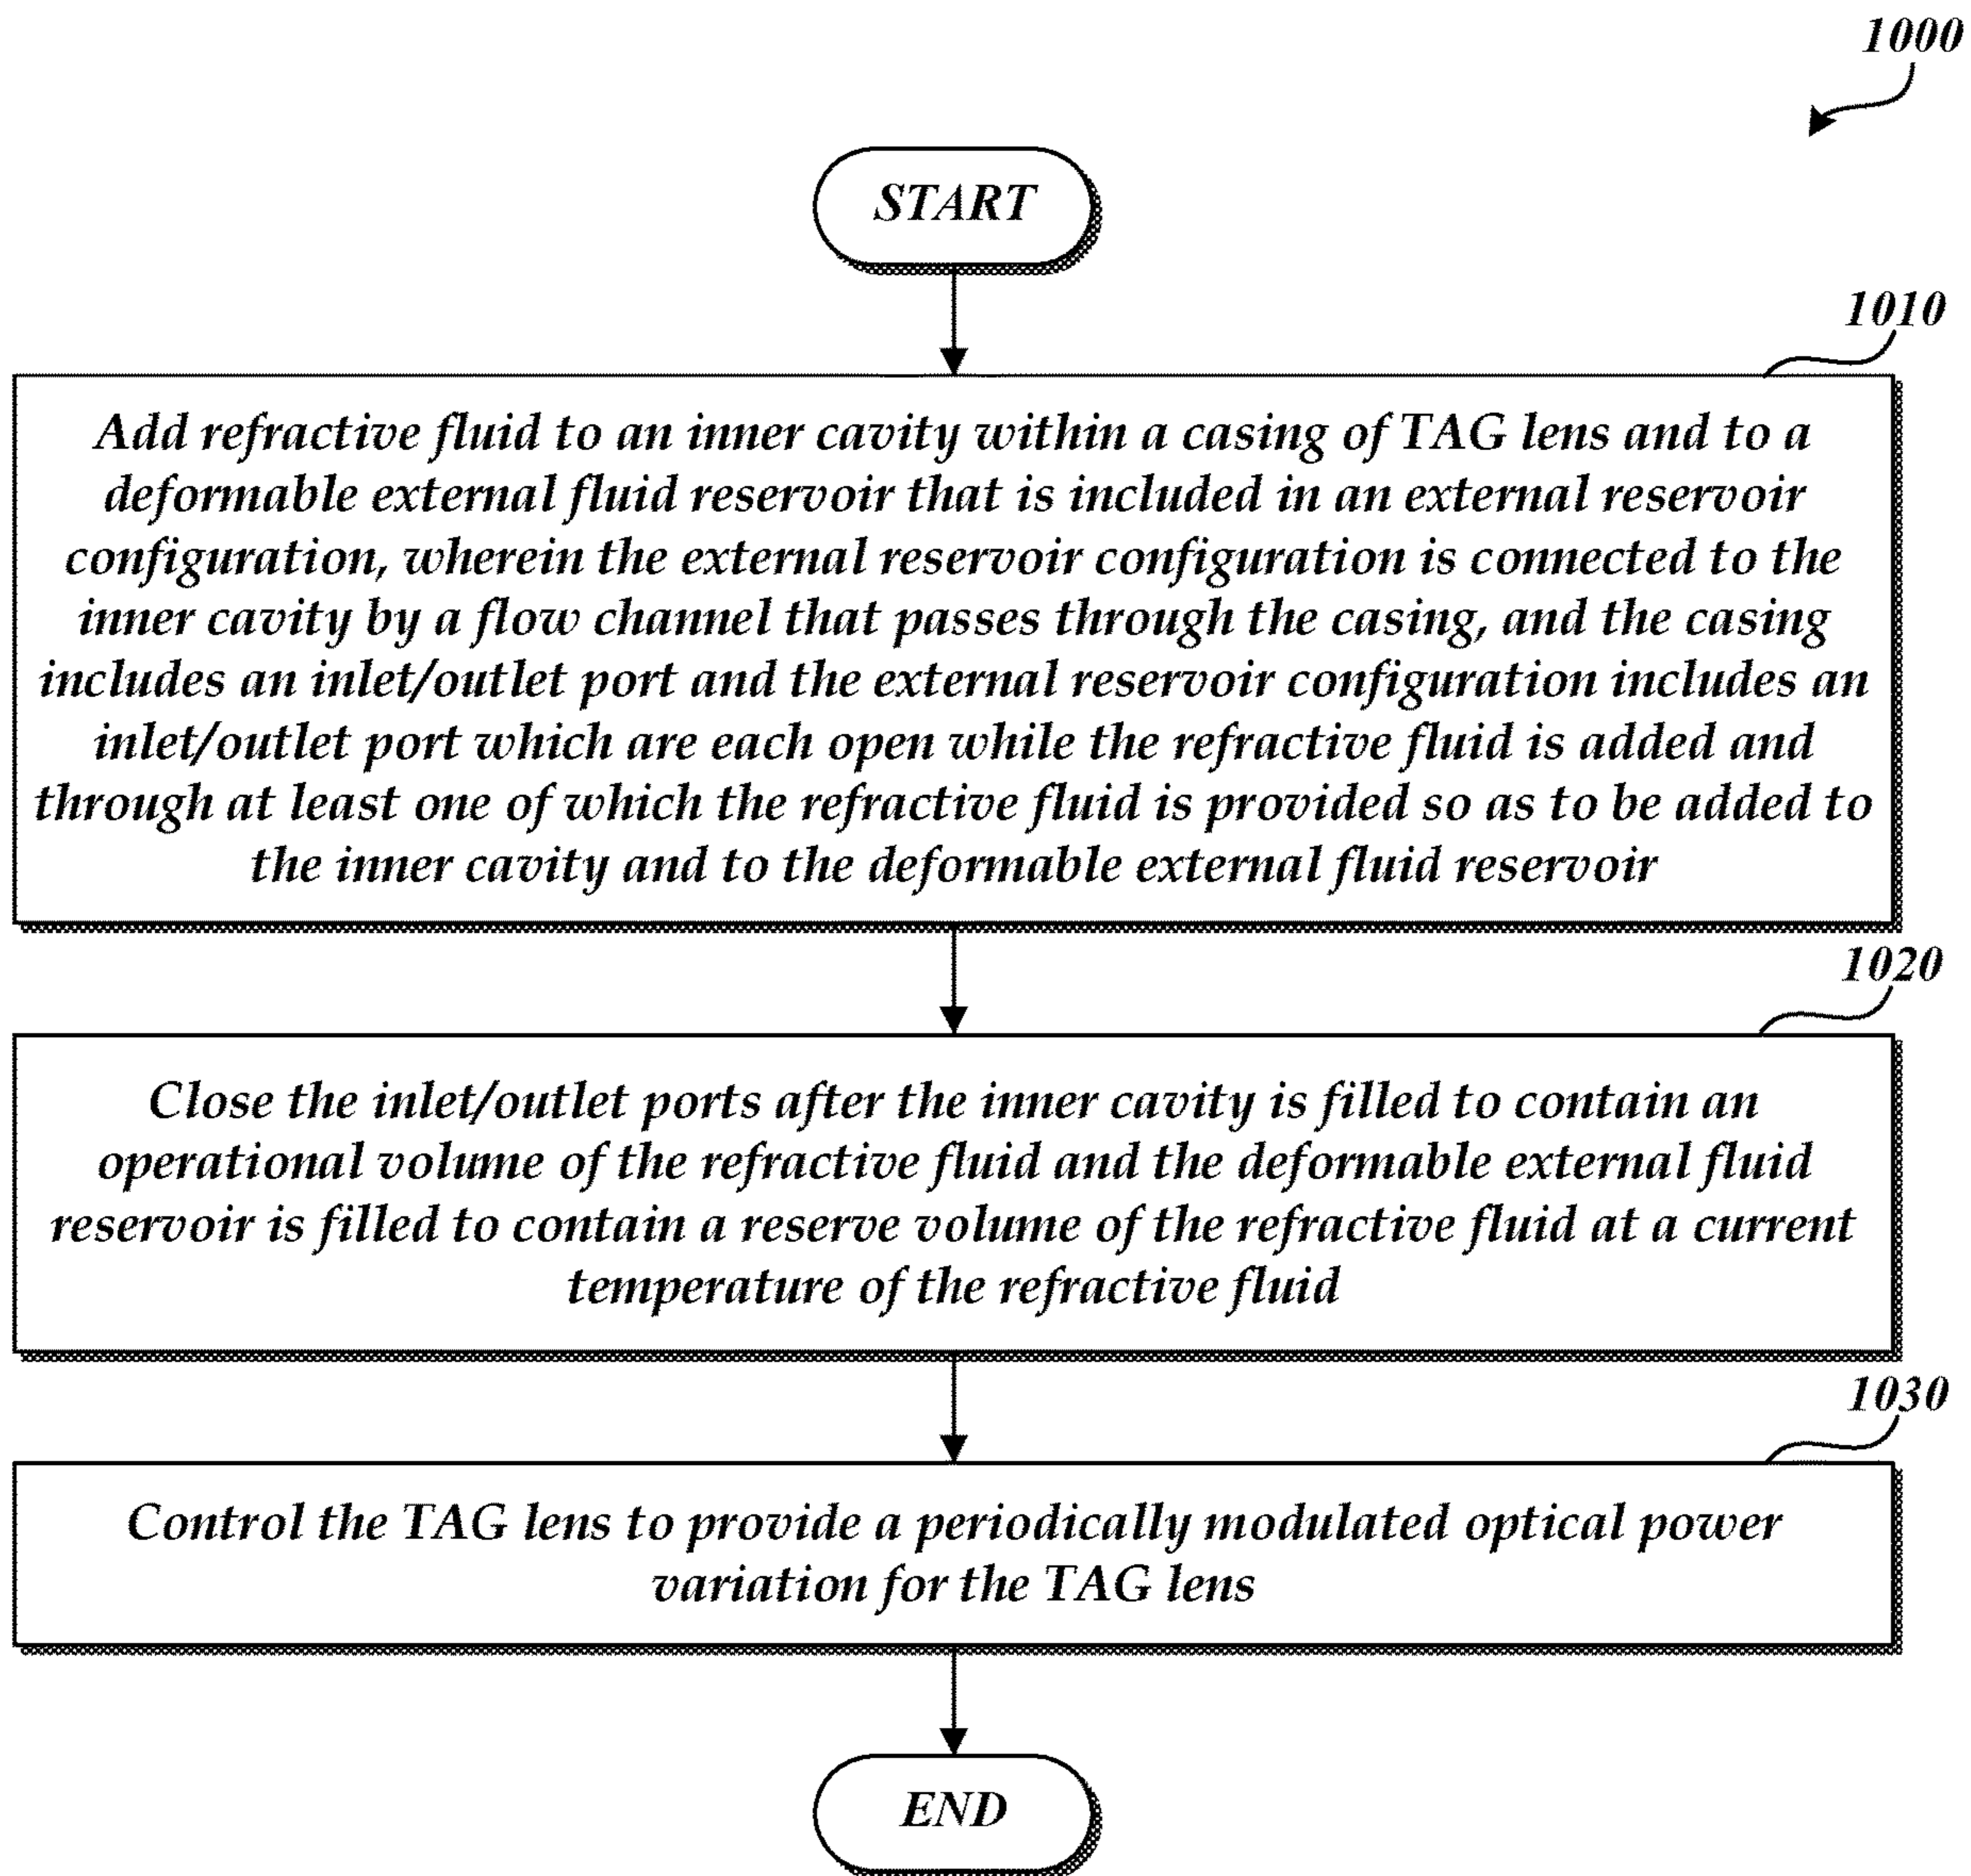 1000
START
1010
Add refractive fluid to an inner cavity within a casing of TAG lens and to a
deformable external fluid reservoir that is included in an external reservoir
configuration, wherein the external reservoir configuration is connected to the
inner cavity by a flow channel that passes through the casing, and the casing
includes an inlet/outlet port and the external reservoir configuration includes an
inlet/outlet port which are each open while the refractive fluid is added and
through at least one of which the refractive fluid is provided so as to be added to
the inner cavity and to the deformable external fluid reservoir
1020
Close the inlet/outlet ports after the inner cavity is filled to contain an
operational volume of the refractive fluid and the deformable external fluid
reservoir is filled to contain a reserve volume of the refractive fluid at a current
temperature of the refractive fluid
1030
Control the TAG lens to provide a periodically modulated optical power
variation for the TAG lens
END